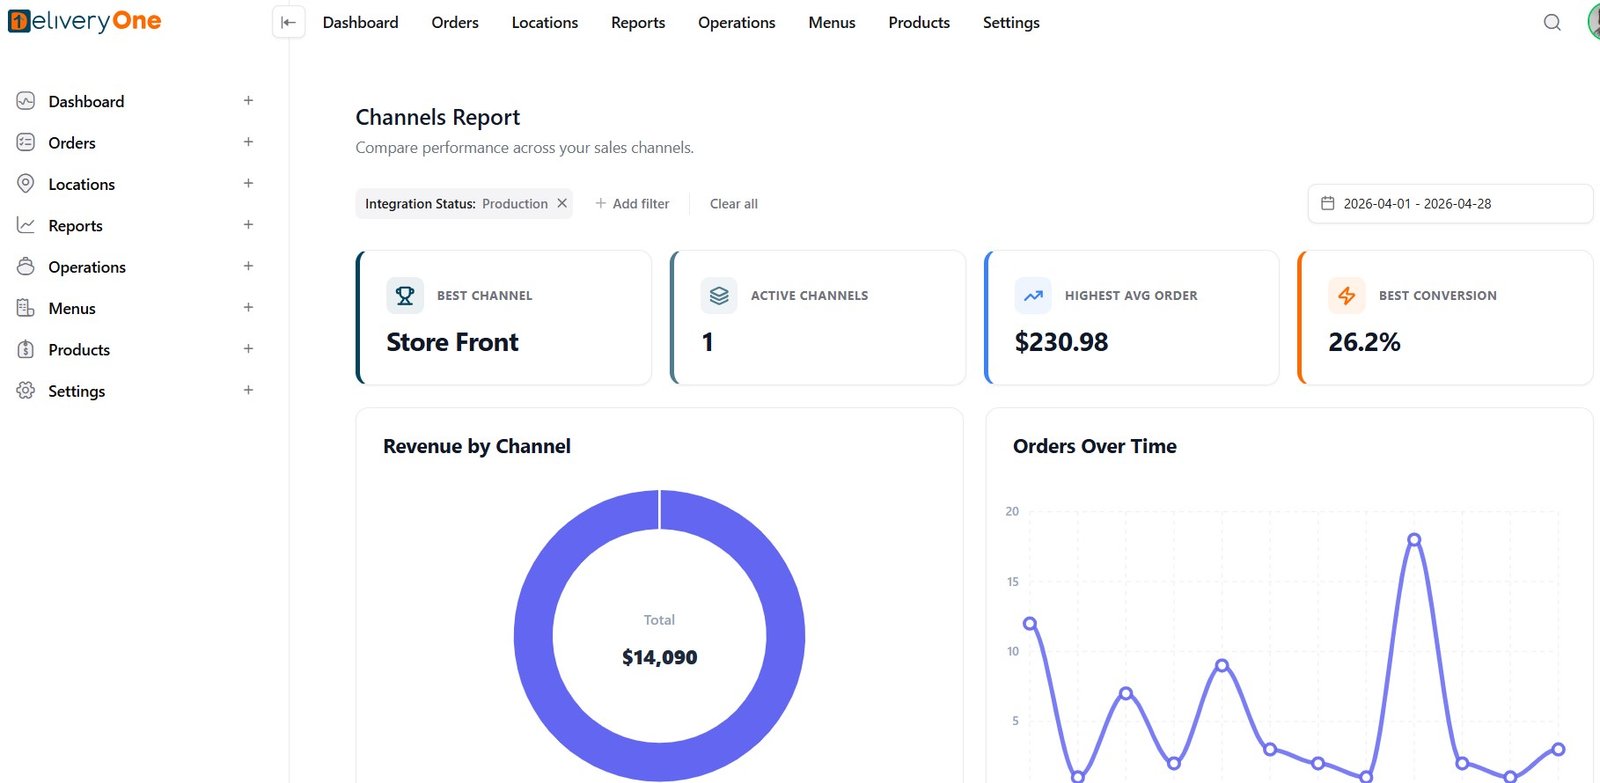 DeliveryOne
Dashboard Orders Locations Reports Operations Menus Products Settings
Dashboard +
Orders +
Locations +
Reports +
Operations +
Menus +
Products +
Settings +
Channels Report
Compare performance across your sales channels.
Integration Status: Production × + Add filter Clear all
2026-04-01 - 2026-04-28
BEST CHANNEL
Store Front
ACTIVE CHANNELS
1
HIGHEST AVG ORDER
$230.98
BEST CONVERSION
26.2%
Revenue by Channel
Total
$14,090
Orders Over Time
20
15
10
5